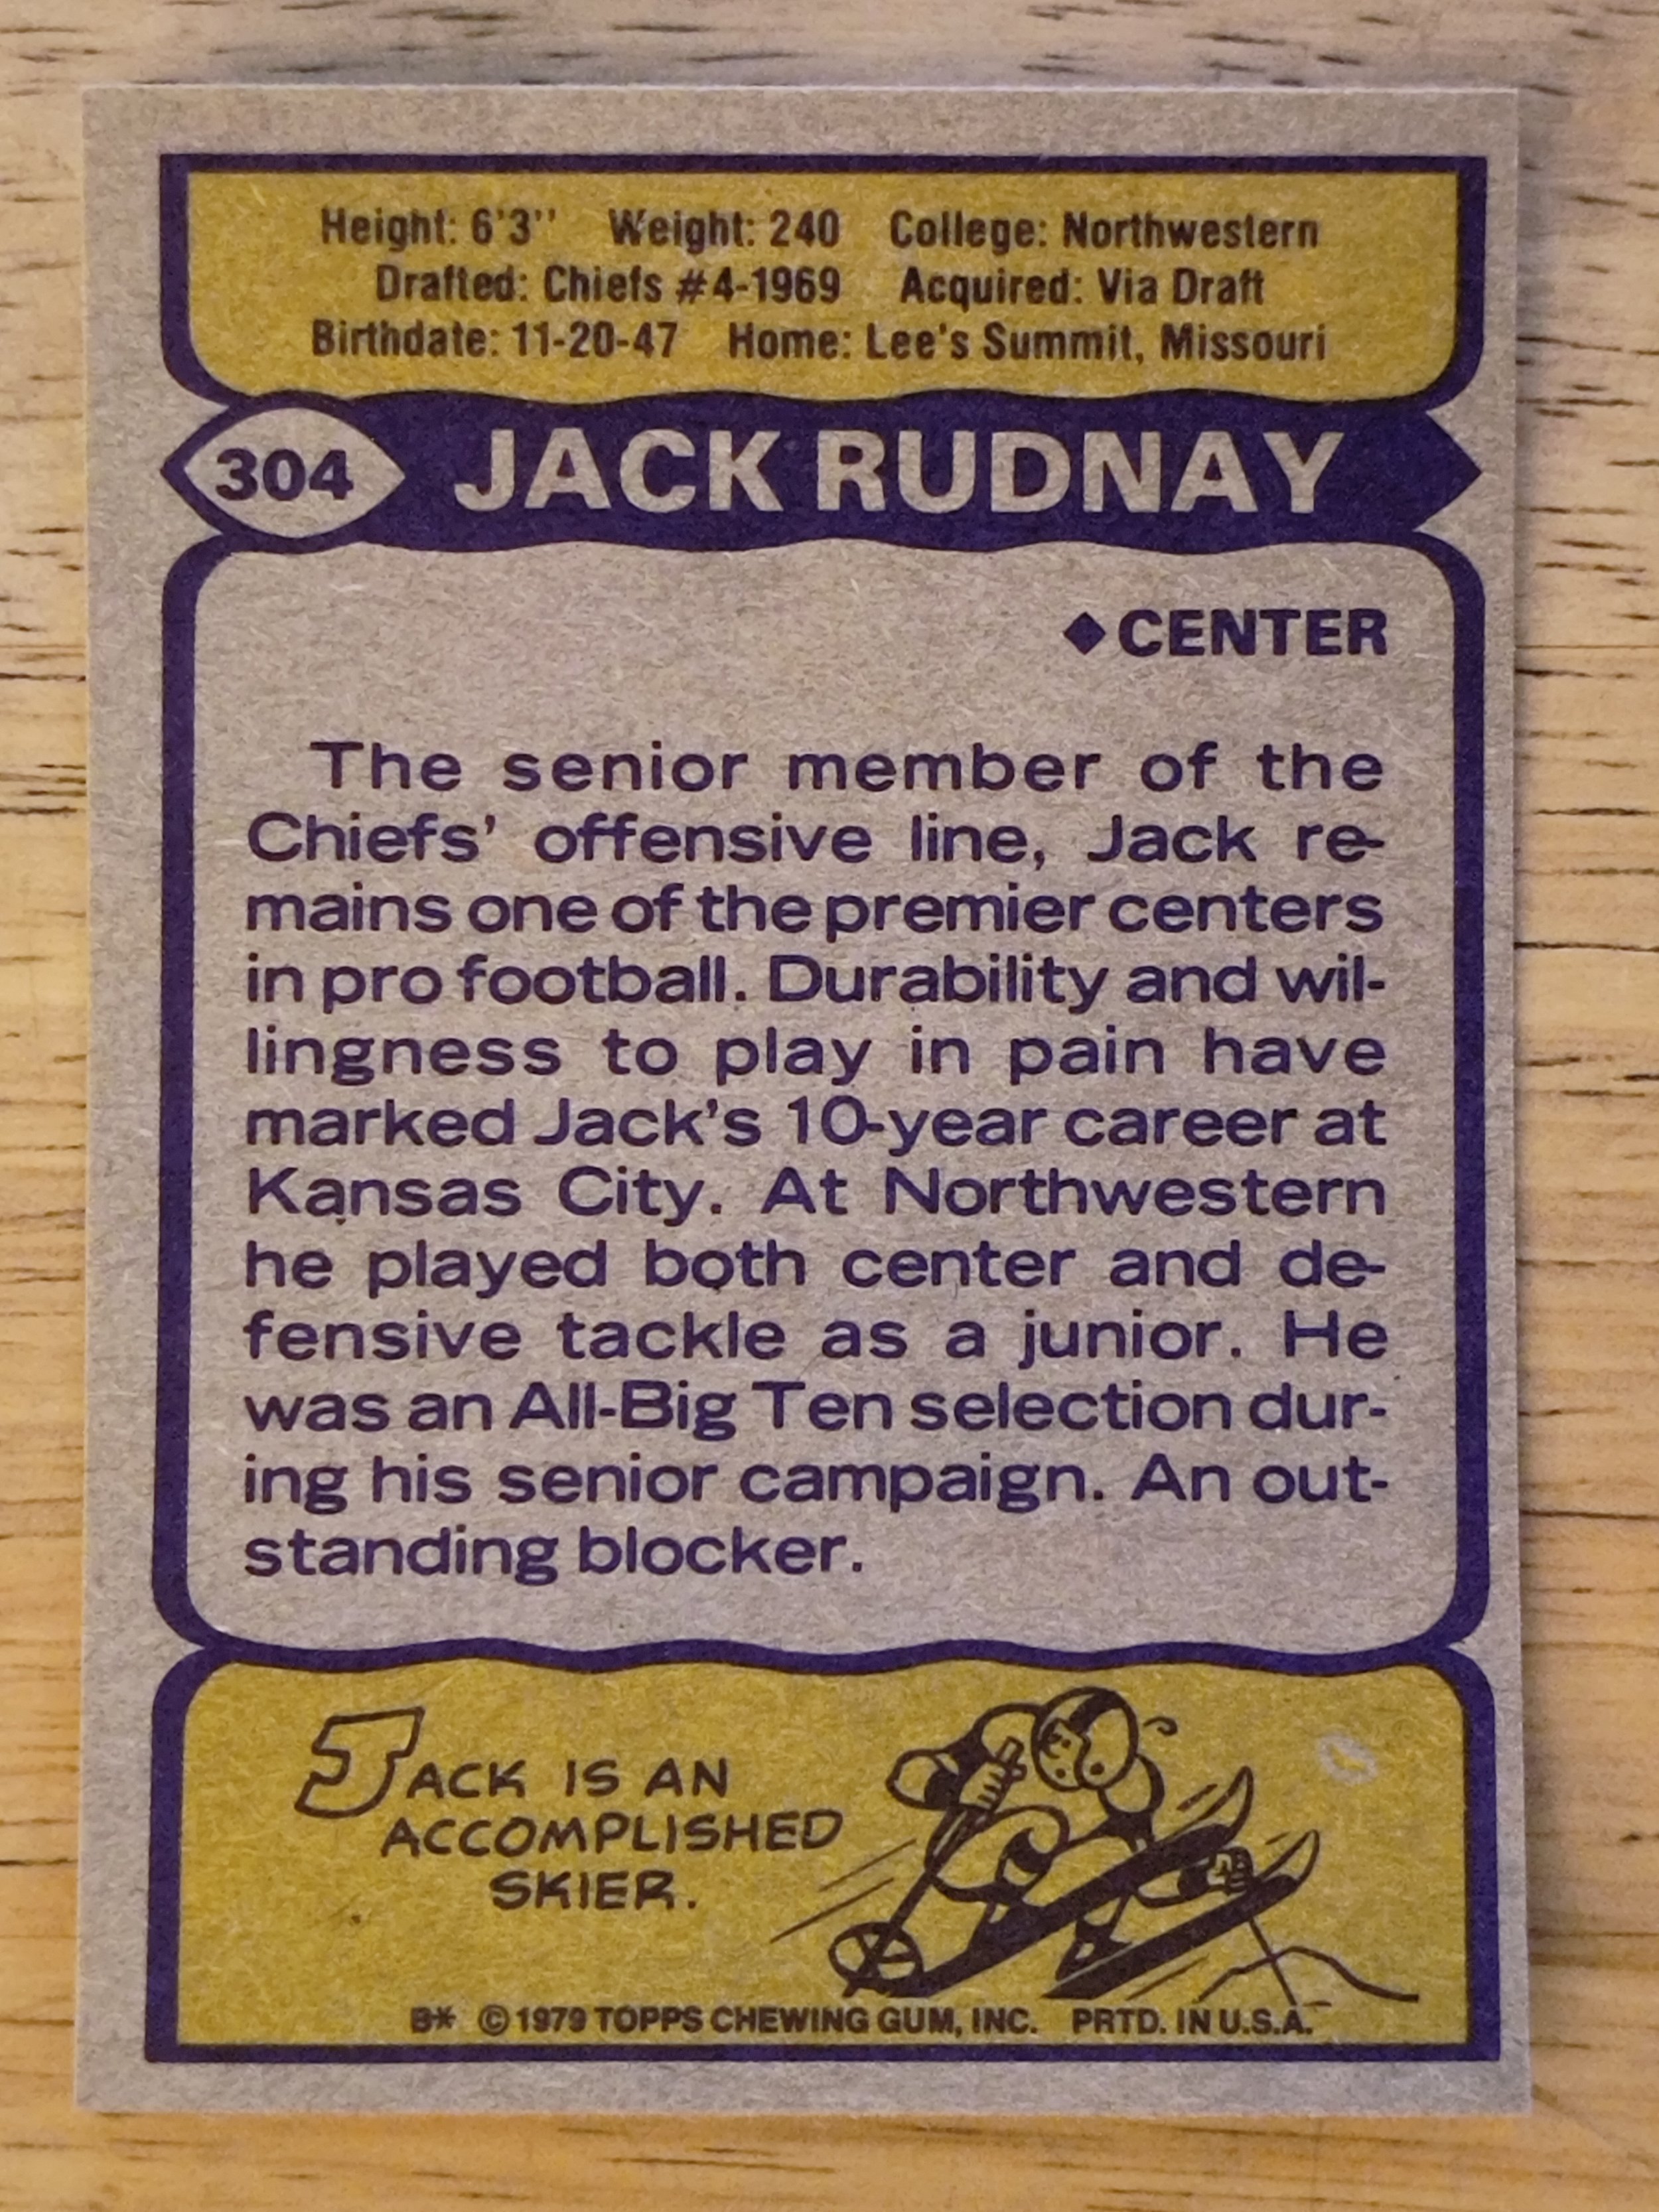 Height: 6'3'' Weight: 240 College: Northwestern
Drafted: Chiefs #4-1969 Acquired: Via Draft
Birthdate: 11-20-47 Home: Lee's Summit, Missouri
304 JACK RUDNAY
◆CENTER
The senior member of the
Chiefs' offensive line, Jack re-
mains one of the premier centers
in pro football. Durability and wil-
lingness to play in pain have
marked Jack's 10-year career at
Kansas City. At Northwestern
he played both center and de-
fensive tackle as a junior. He
was an All-Big Ten selection dur-
ing his senior campaign. An out-
standing blocker.
JACK IS AN
ACCOMPLISHED
SKIER.
B* © 1979 TOPPS CHEWING GUM, INC. PRTD. IN U.S.A.